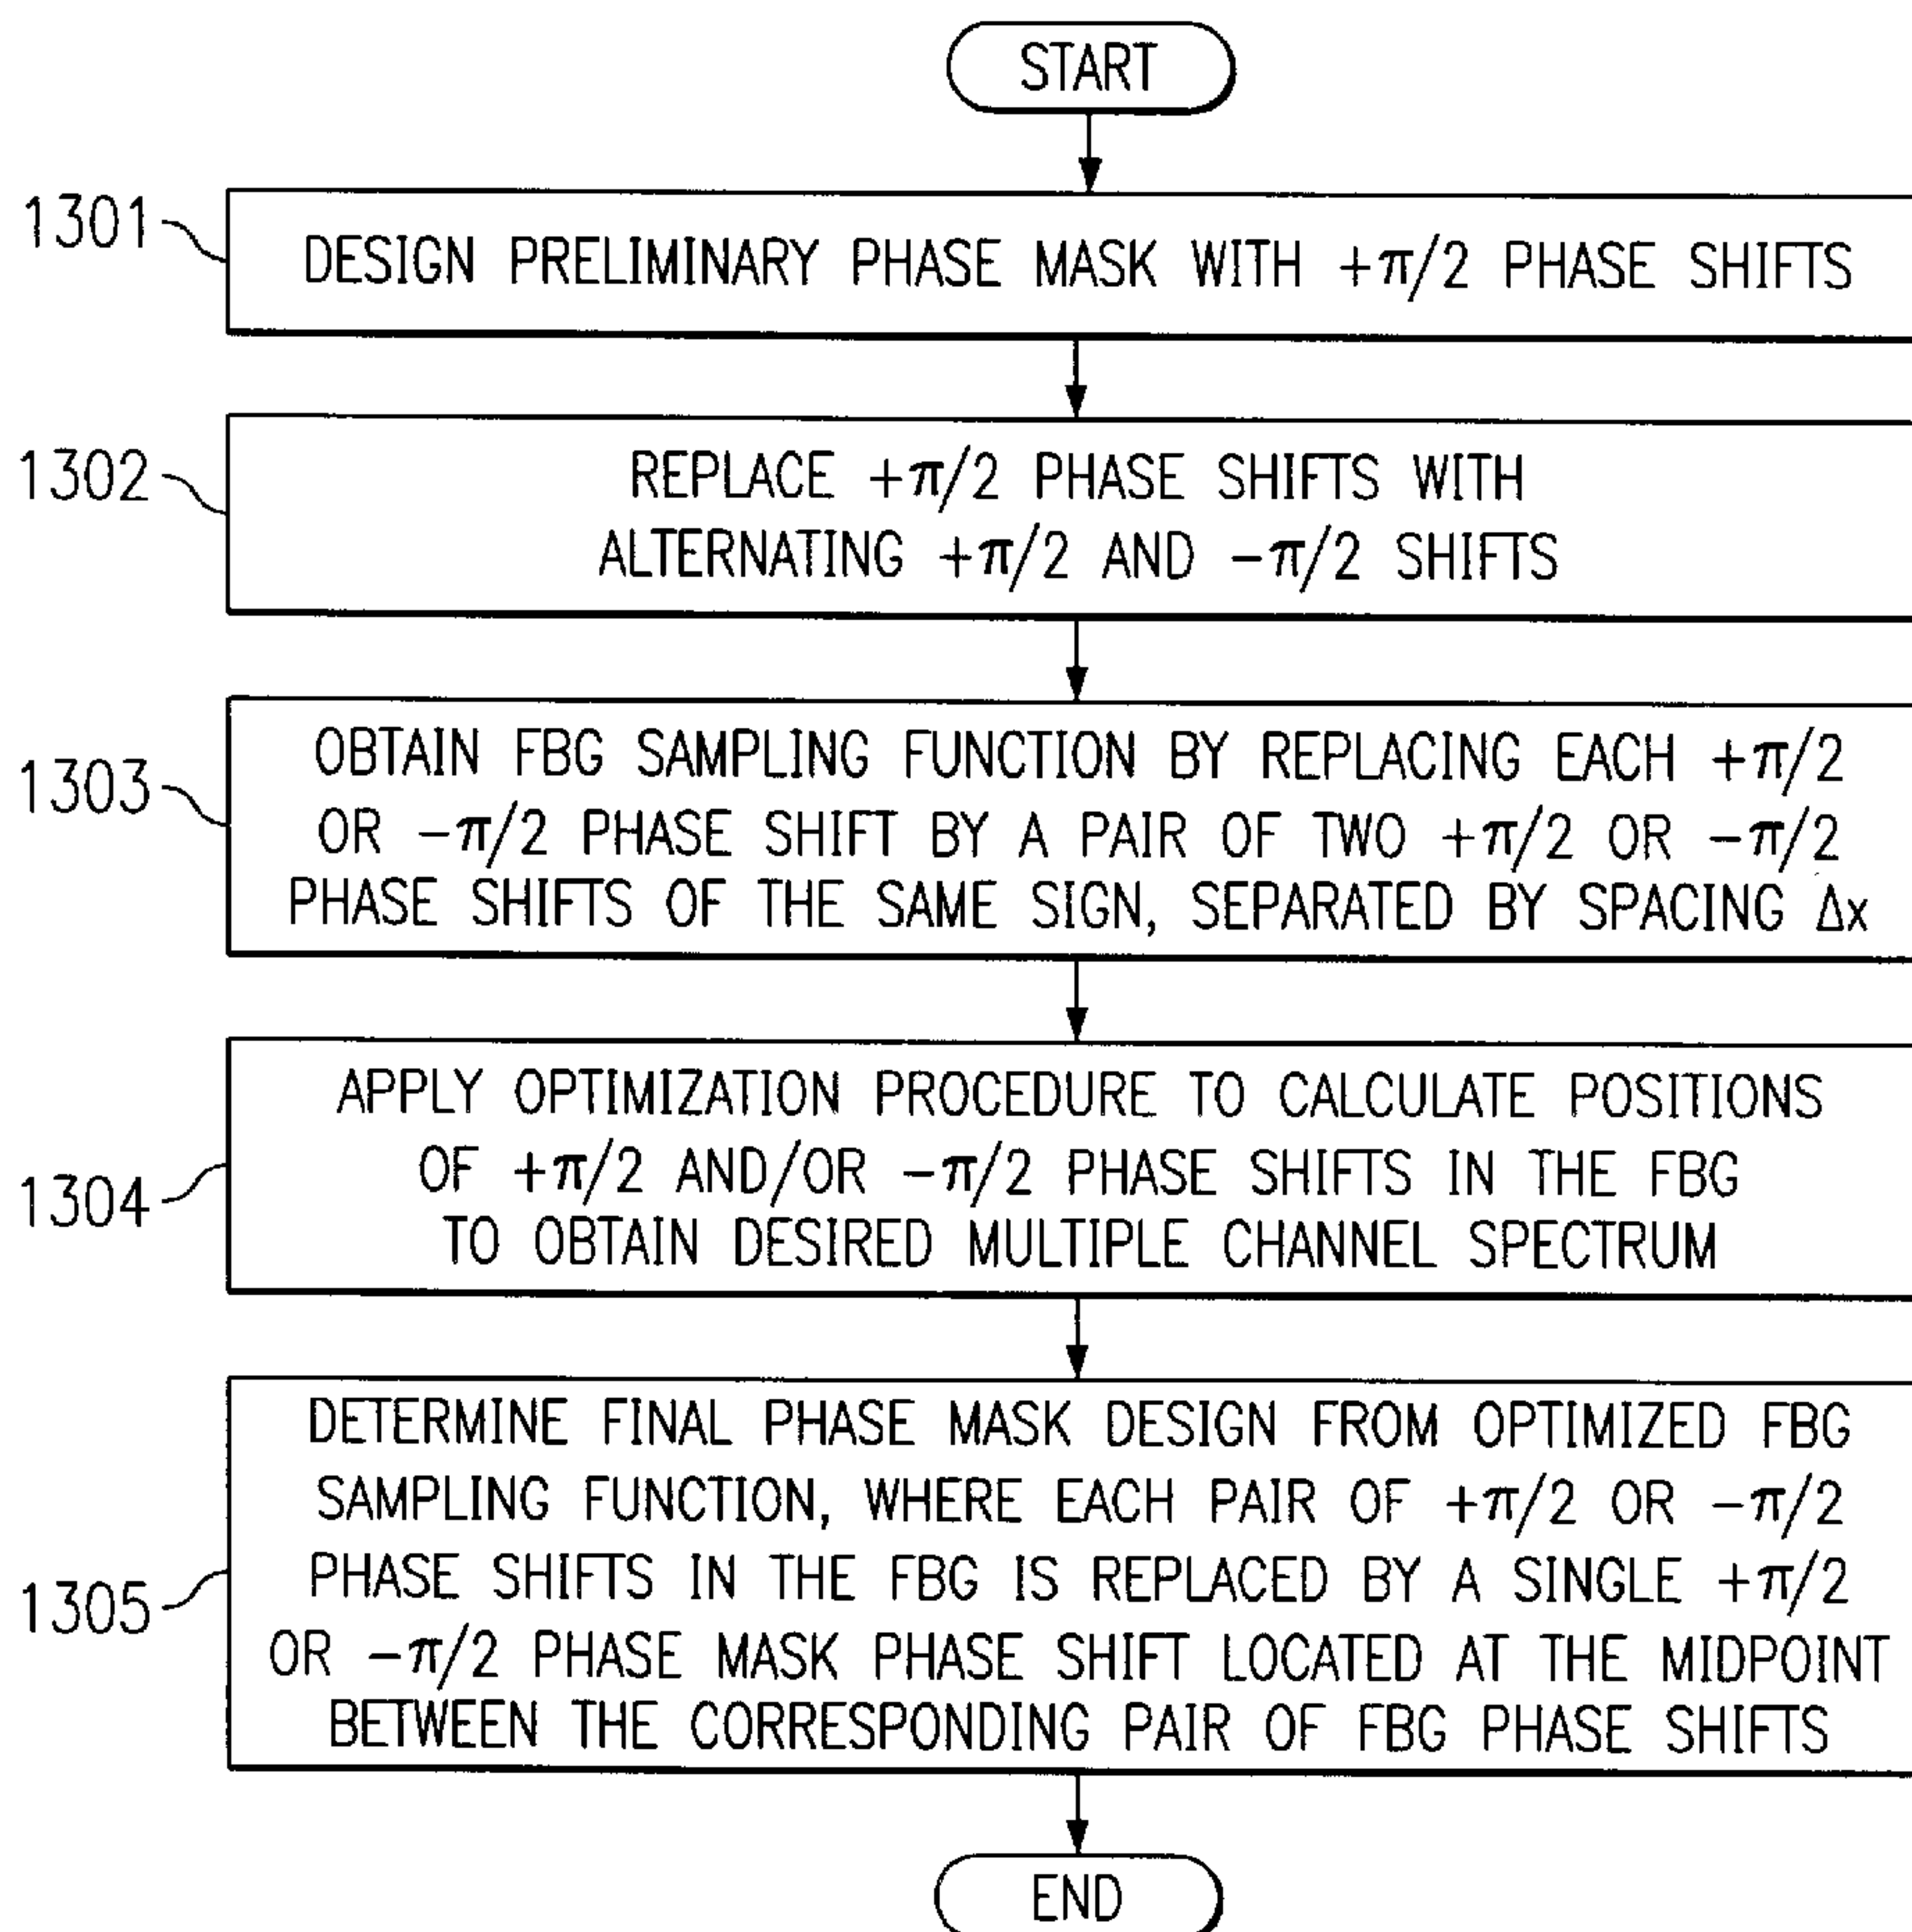 START
1301
DESIGN PRELIMINARY PHASE MASK WITH +π/2 PHASE SHIFTS
1302
REPLACE +π/2 PHASE SHIFTS WITH
ALTERNATING +π/2 AND −π/2 SHIFTS
1303
OBTAIN FBG SAMPLING FUNCTION BY REPLACING EACH +π/2
OR −π/2 PHASE SHIFT BY A PAIR OF TWO +π/2 OR −π/2
PHASE SHIFTS OF THE SAME SIGN, SEPARATED BY SPACING Δx
1304
APPLY OPTIMIZATION PROCEDURE TO CALCULATE POSITIONS
OF +π/2 AND/OR −π/2 PHASE SHIFTS IN THE FBG
TO OBTAIN DESIRED MULTIPLE CHANNEL SPECTRUM
1305
DETERMINE FINAL PHASE MASK DESIGN FROM OPTIMIZED FBG
SAMPLING FUNCTION, WHERE EACH PAIR OF +π/2 OR −π/2
PHASE SHIFTS IN THE FBG IS REPLACED BY A SINGLE +π/2
OR −π/2 PHASE MASK PHASE SHIFT LOCATED AT THE MIDPOINT
BETWEEN THE CORRESPONDING PAIR OF FBG PHASE SHIFTS
END